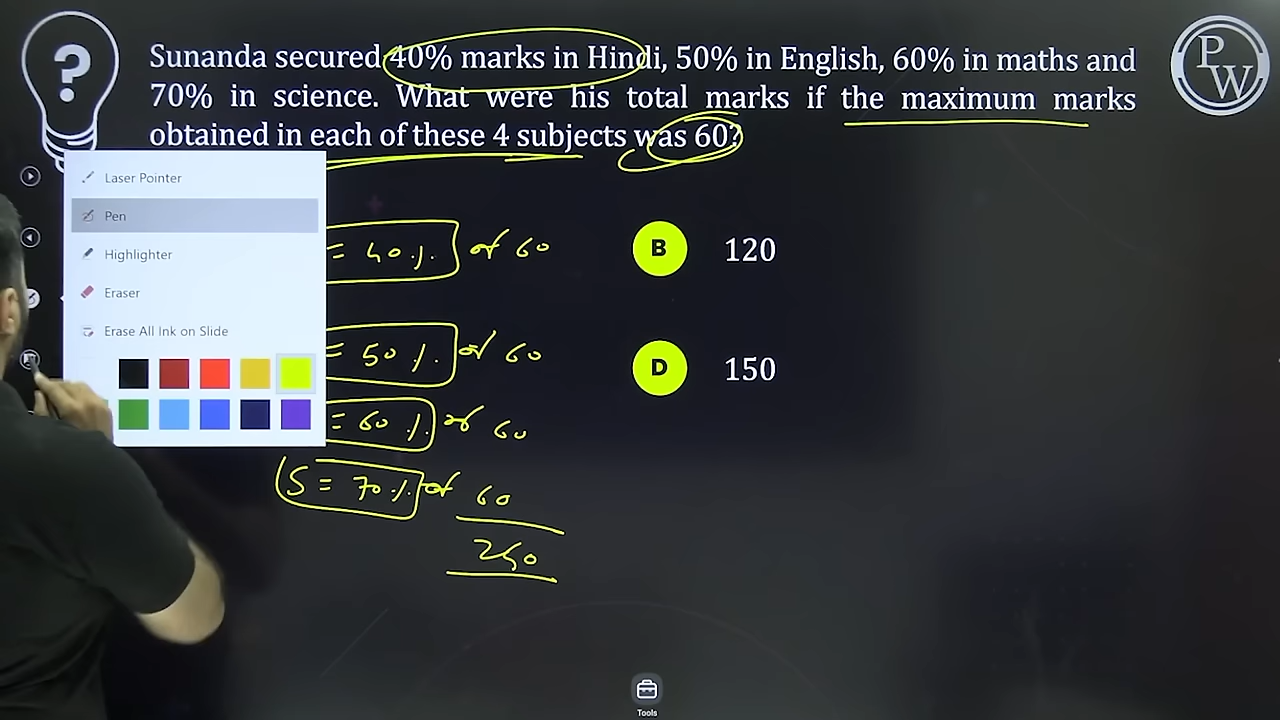 Sunanda secured 40% marks in Hindi, 50% in English, 60% in maths and
70% in science. What were his total marks if the maximum marks
obtained in each of these 4 subjects was 60?
PW
Laser Pointer
Pen
Highlighter
Eraser
Erase All Ink on Slide
= 40%. of 60
B 120
= 50%. of 60
D 150
= 60%. of 60
S = 70%. of 60
240
Tools